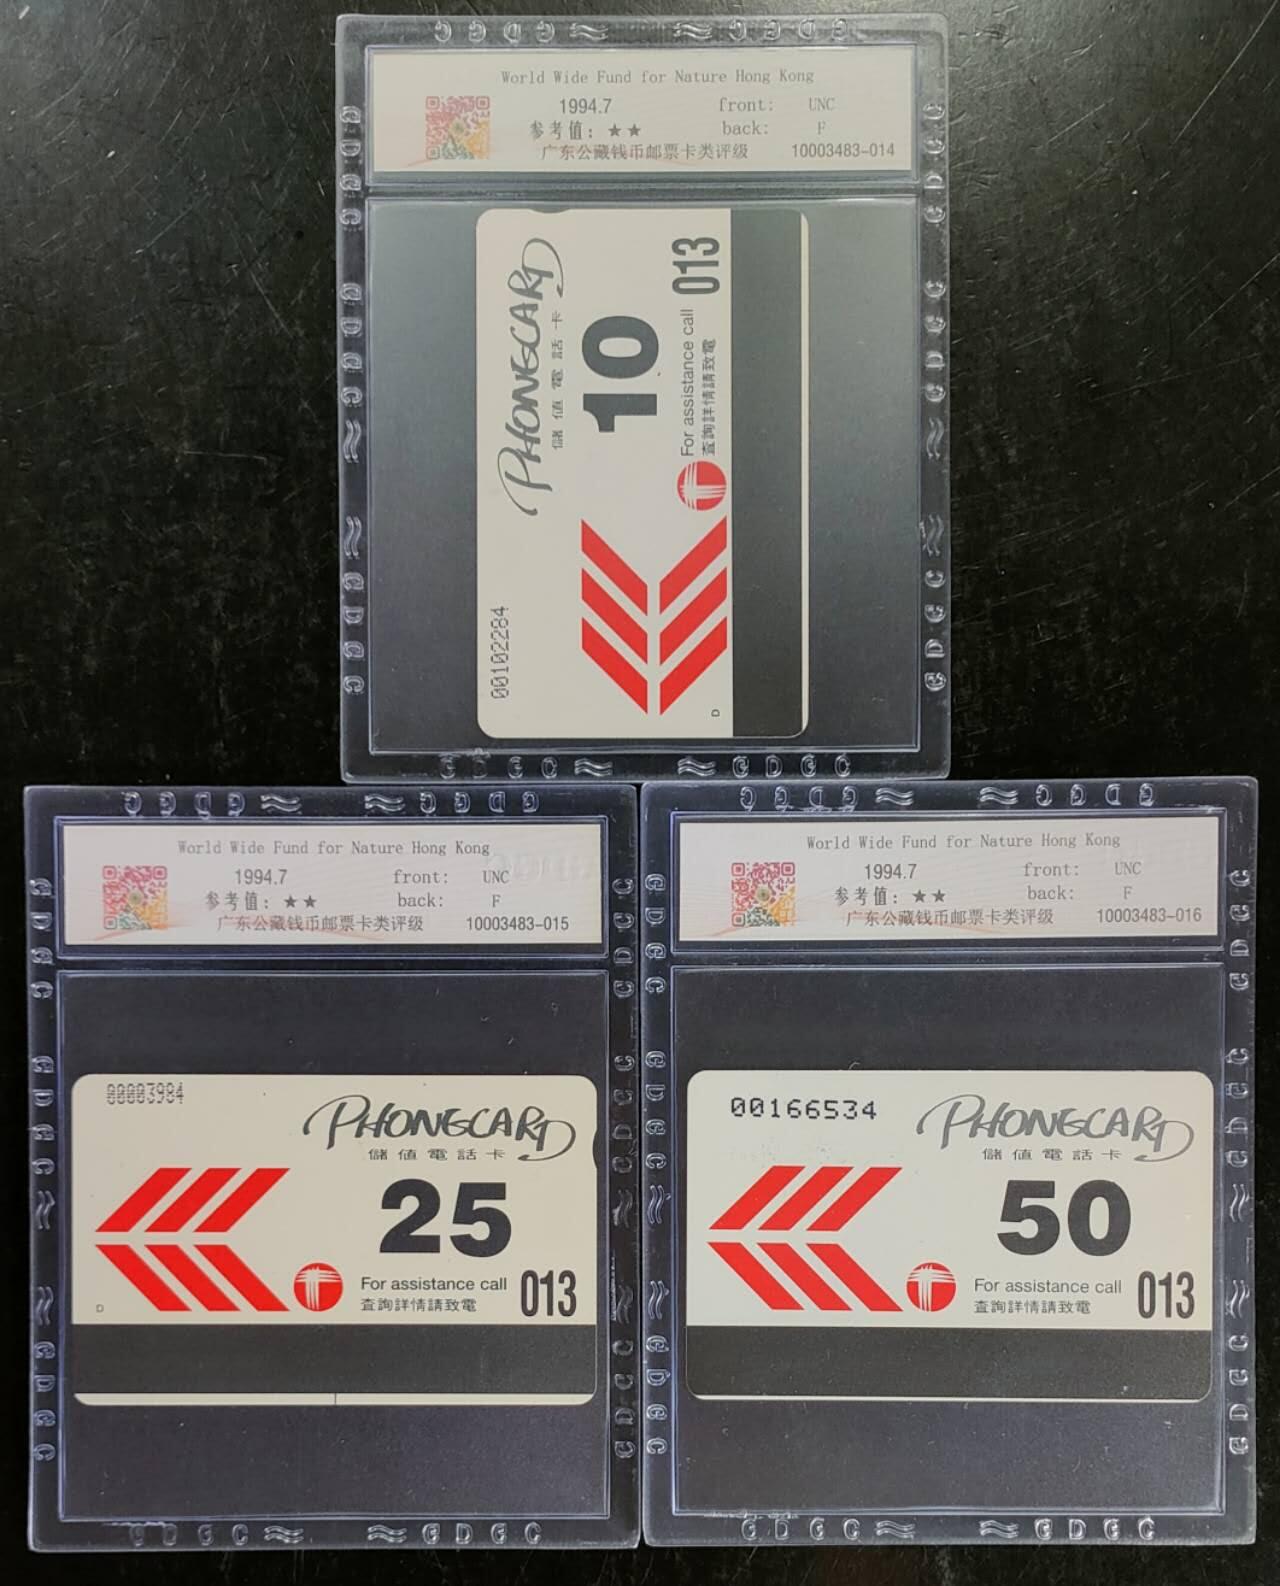 World Wide Fund for Nature Hong Kong
1994.7 front: UNC
参考值：★★ back: F
广东公藏钱币邮票卡类评级 10003483-014
PHONECARD
儲值電話卡
10
For assistance call 013
查詢詳情請致電
00102284
D
World Wide Fund for Nature Hong Kong
1994.7 front: UNC
参考值：★★ back: F
广东公藏钱币邮票卡类评级 10003483-015
00003984
PHONECARD
儲值電話卡
25
For assistance call 013
查詢詳情請致電
D
World Wide Fund for Nature Hong Kong
1994.7 front: UNC
参考值：★★ back: F
广东公藏钱币邮票卡类评级 10003483-016
00166534
PHONECARD
儲值電話卡
50
For assistance call 013
查詢詳情請致電